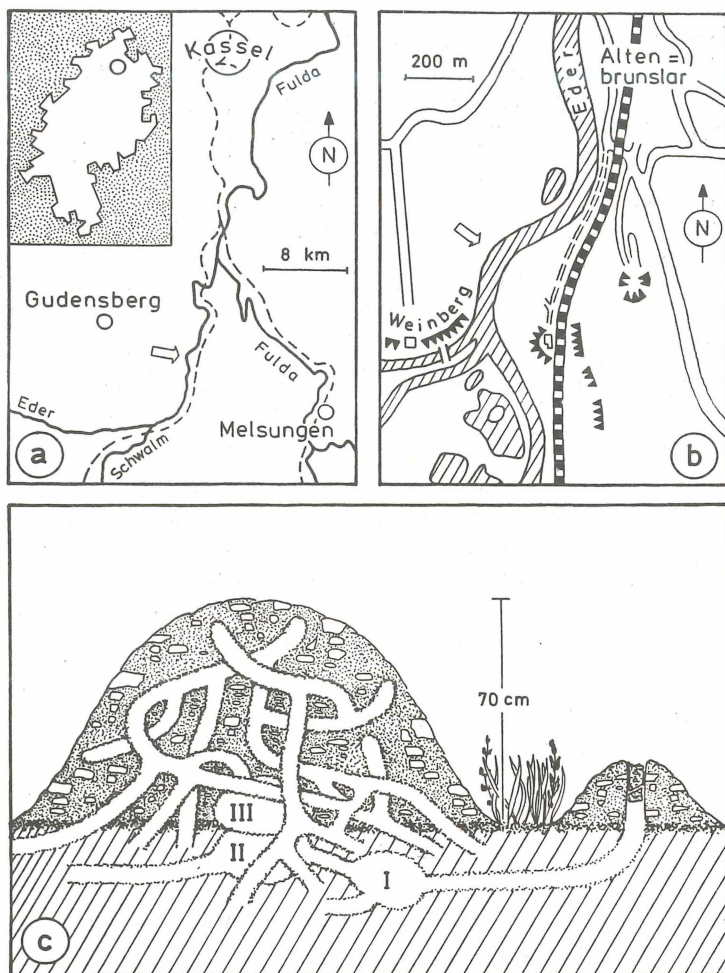 Kassel
Fulda
N
8 km
Gudensberg
Fulda
Eder
Melsungen
Schwalm
a
200 m
Eder
Alten=
brunslar
N
Weinberg
b
70 cm
III
II
I
c